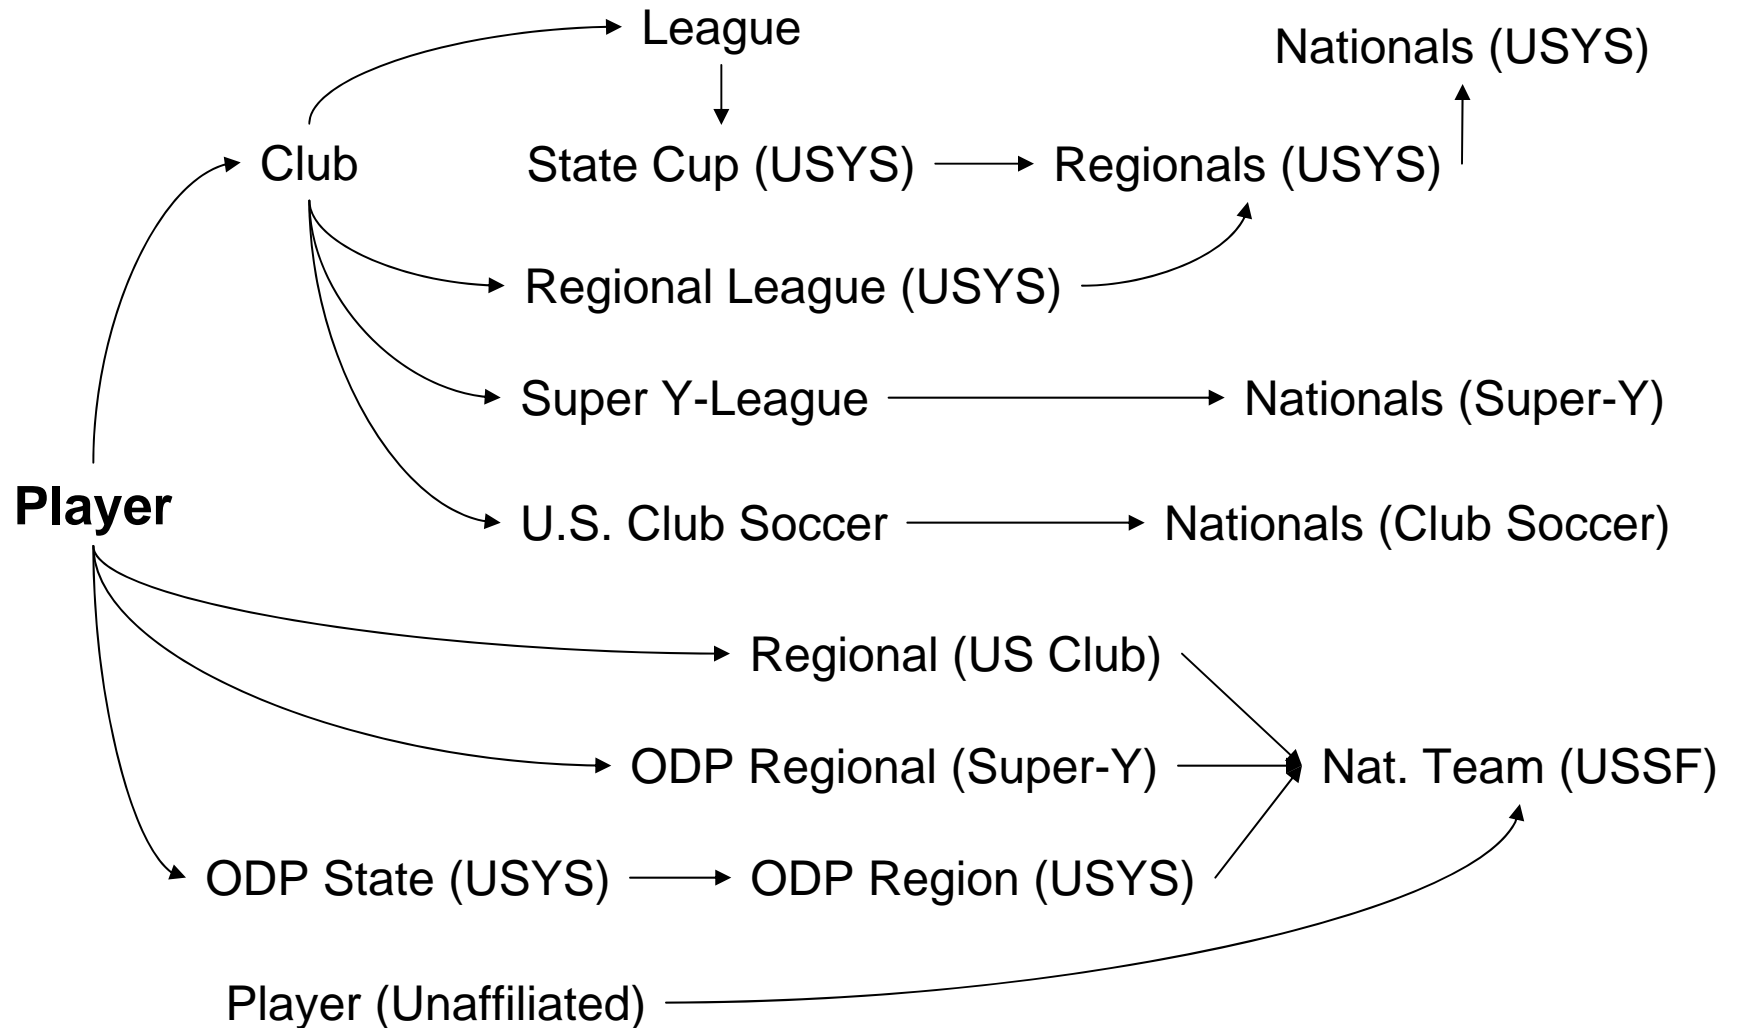 League
Nationals (USYS)
Club
State Cup (USYS)
Regionals (USYS)
Regional League (USYS)
Super Y-League
Nationals (Super-Y)
Player
U.S. Club Soccer
Nationals (Club Soccer)
Regional (US Club)
ODP Regional (Super-Y)
Nat. Team (USSF)
ODP State (USYS)
ODP Region (USYS)
Player (Unaffiliated)